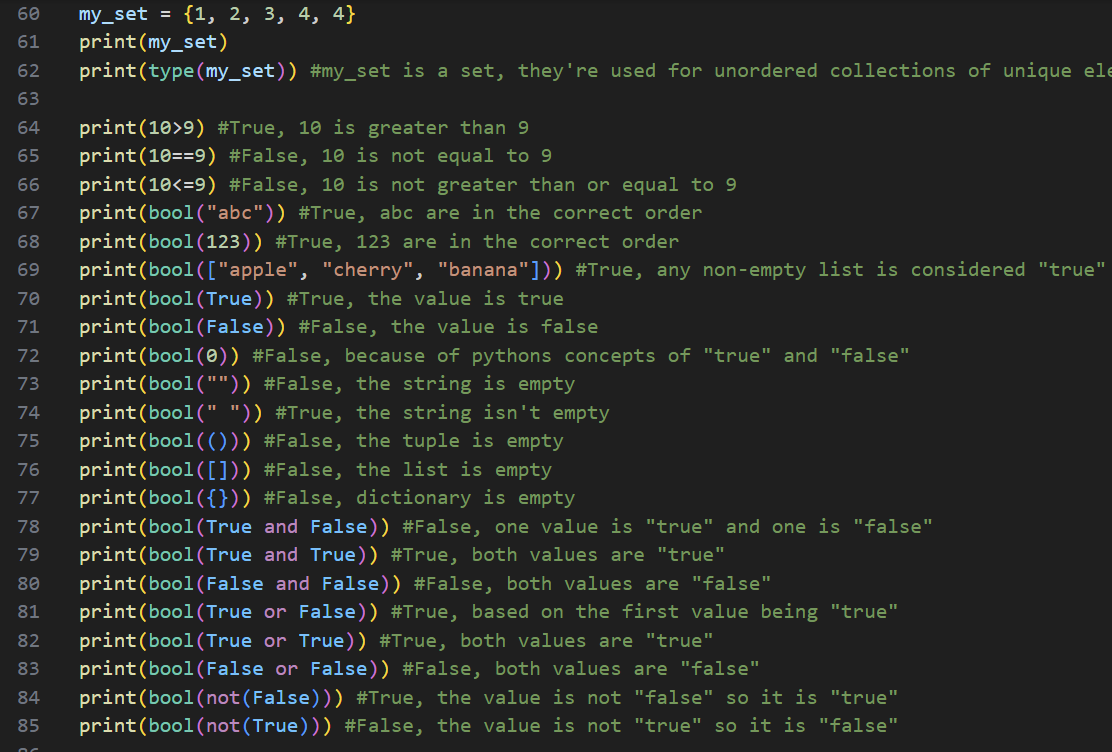 60 my_set = {1, 2, 3, 4, 4}
61 print(my_set)
62 print(type(my_set)) #my_set is a set, they're used for unordered collections of unique ele
63
64 print(10>9) #True, 10 is greater than 9
65 print(10==9) #False, 10 is not equal to 9
66 print(10<=9) #False, 10 is not greater than or equal to 9
67 print(bool("abc")) #True, abc are in the correct order
68 print(bool(123)) #True, 123 are in the correct order
69 print(bool(["apple", "cherry", "banana"])) #True, any non-empty list is considered "true"
70 print(bool(True)) #True, the value is true
71 print(bool(False)) #False, the value is false
72 print(bool(0)) #False, because of pythons concepts of "true" and "false"
73 print(bool("")) #False, the string is empty
74 print(bool(" ")) #True, the string isn't empty
75 print(bool(())) #False, the tuple is empty
76 print(bool([])) #False, the list is empty
77 print(bool({})) #False, dictionary is empty
78 print(bool(True and False)) #False, one value is "true" and one is "false"
79 print(bool(True and True)) #True, both values are "true"
80 print(bool(False and False)) #False, both values are "false"
81 print(bool(True or False)) #True, based on the first value being "true"
82 print(bool(True or True)) #True, both values are "true"
83 print(bool(False or False)) #False, both values are "false"
84 print(bool(not(False))) #True, the value is not "false" so it is "true"
85 print(bool(not(True))) #False, the value is not "true" so it is "false"